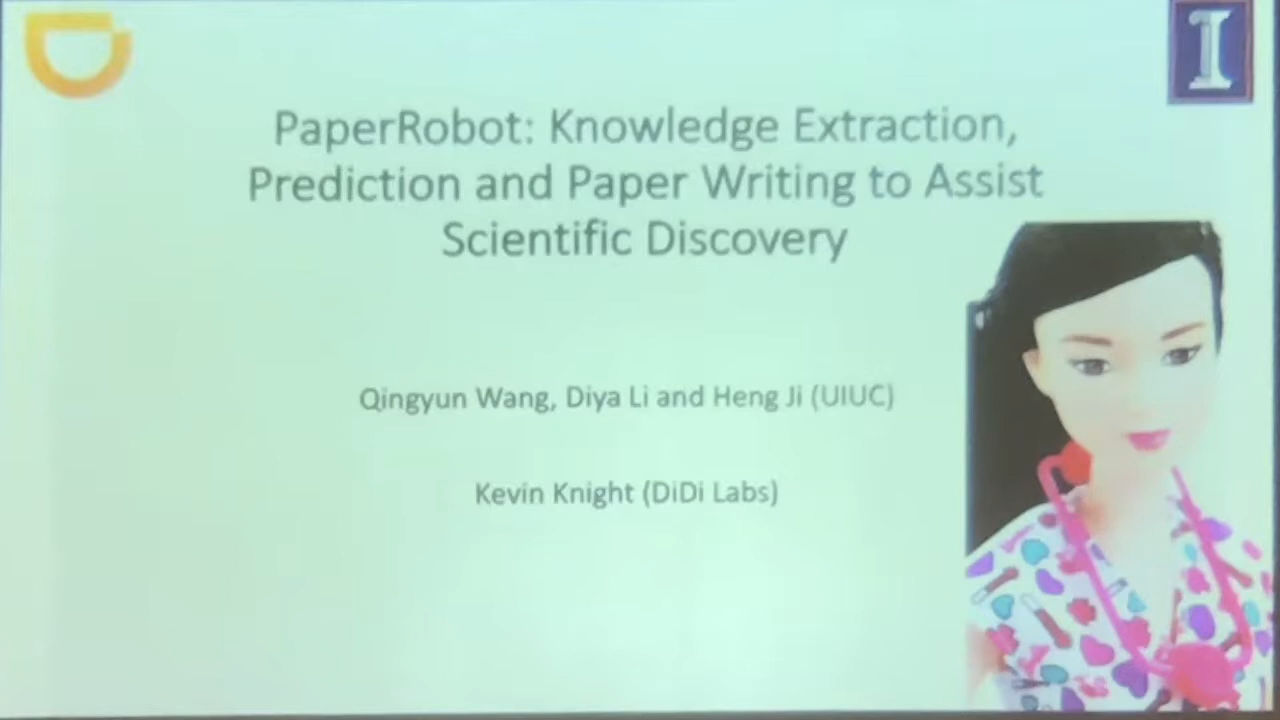 PaperRobot: Knowledge Extraction,
Prediction and Paper Writing to Assist
Scientific Discovery
Qingyun Wang, Diya Li and Heng Ji (UIUC)
Kevin Knight (DiDi Labs)